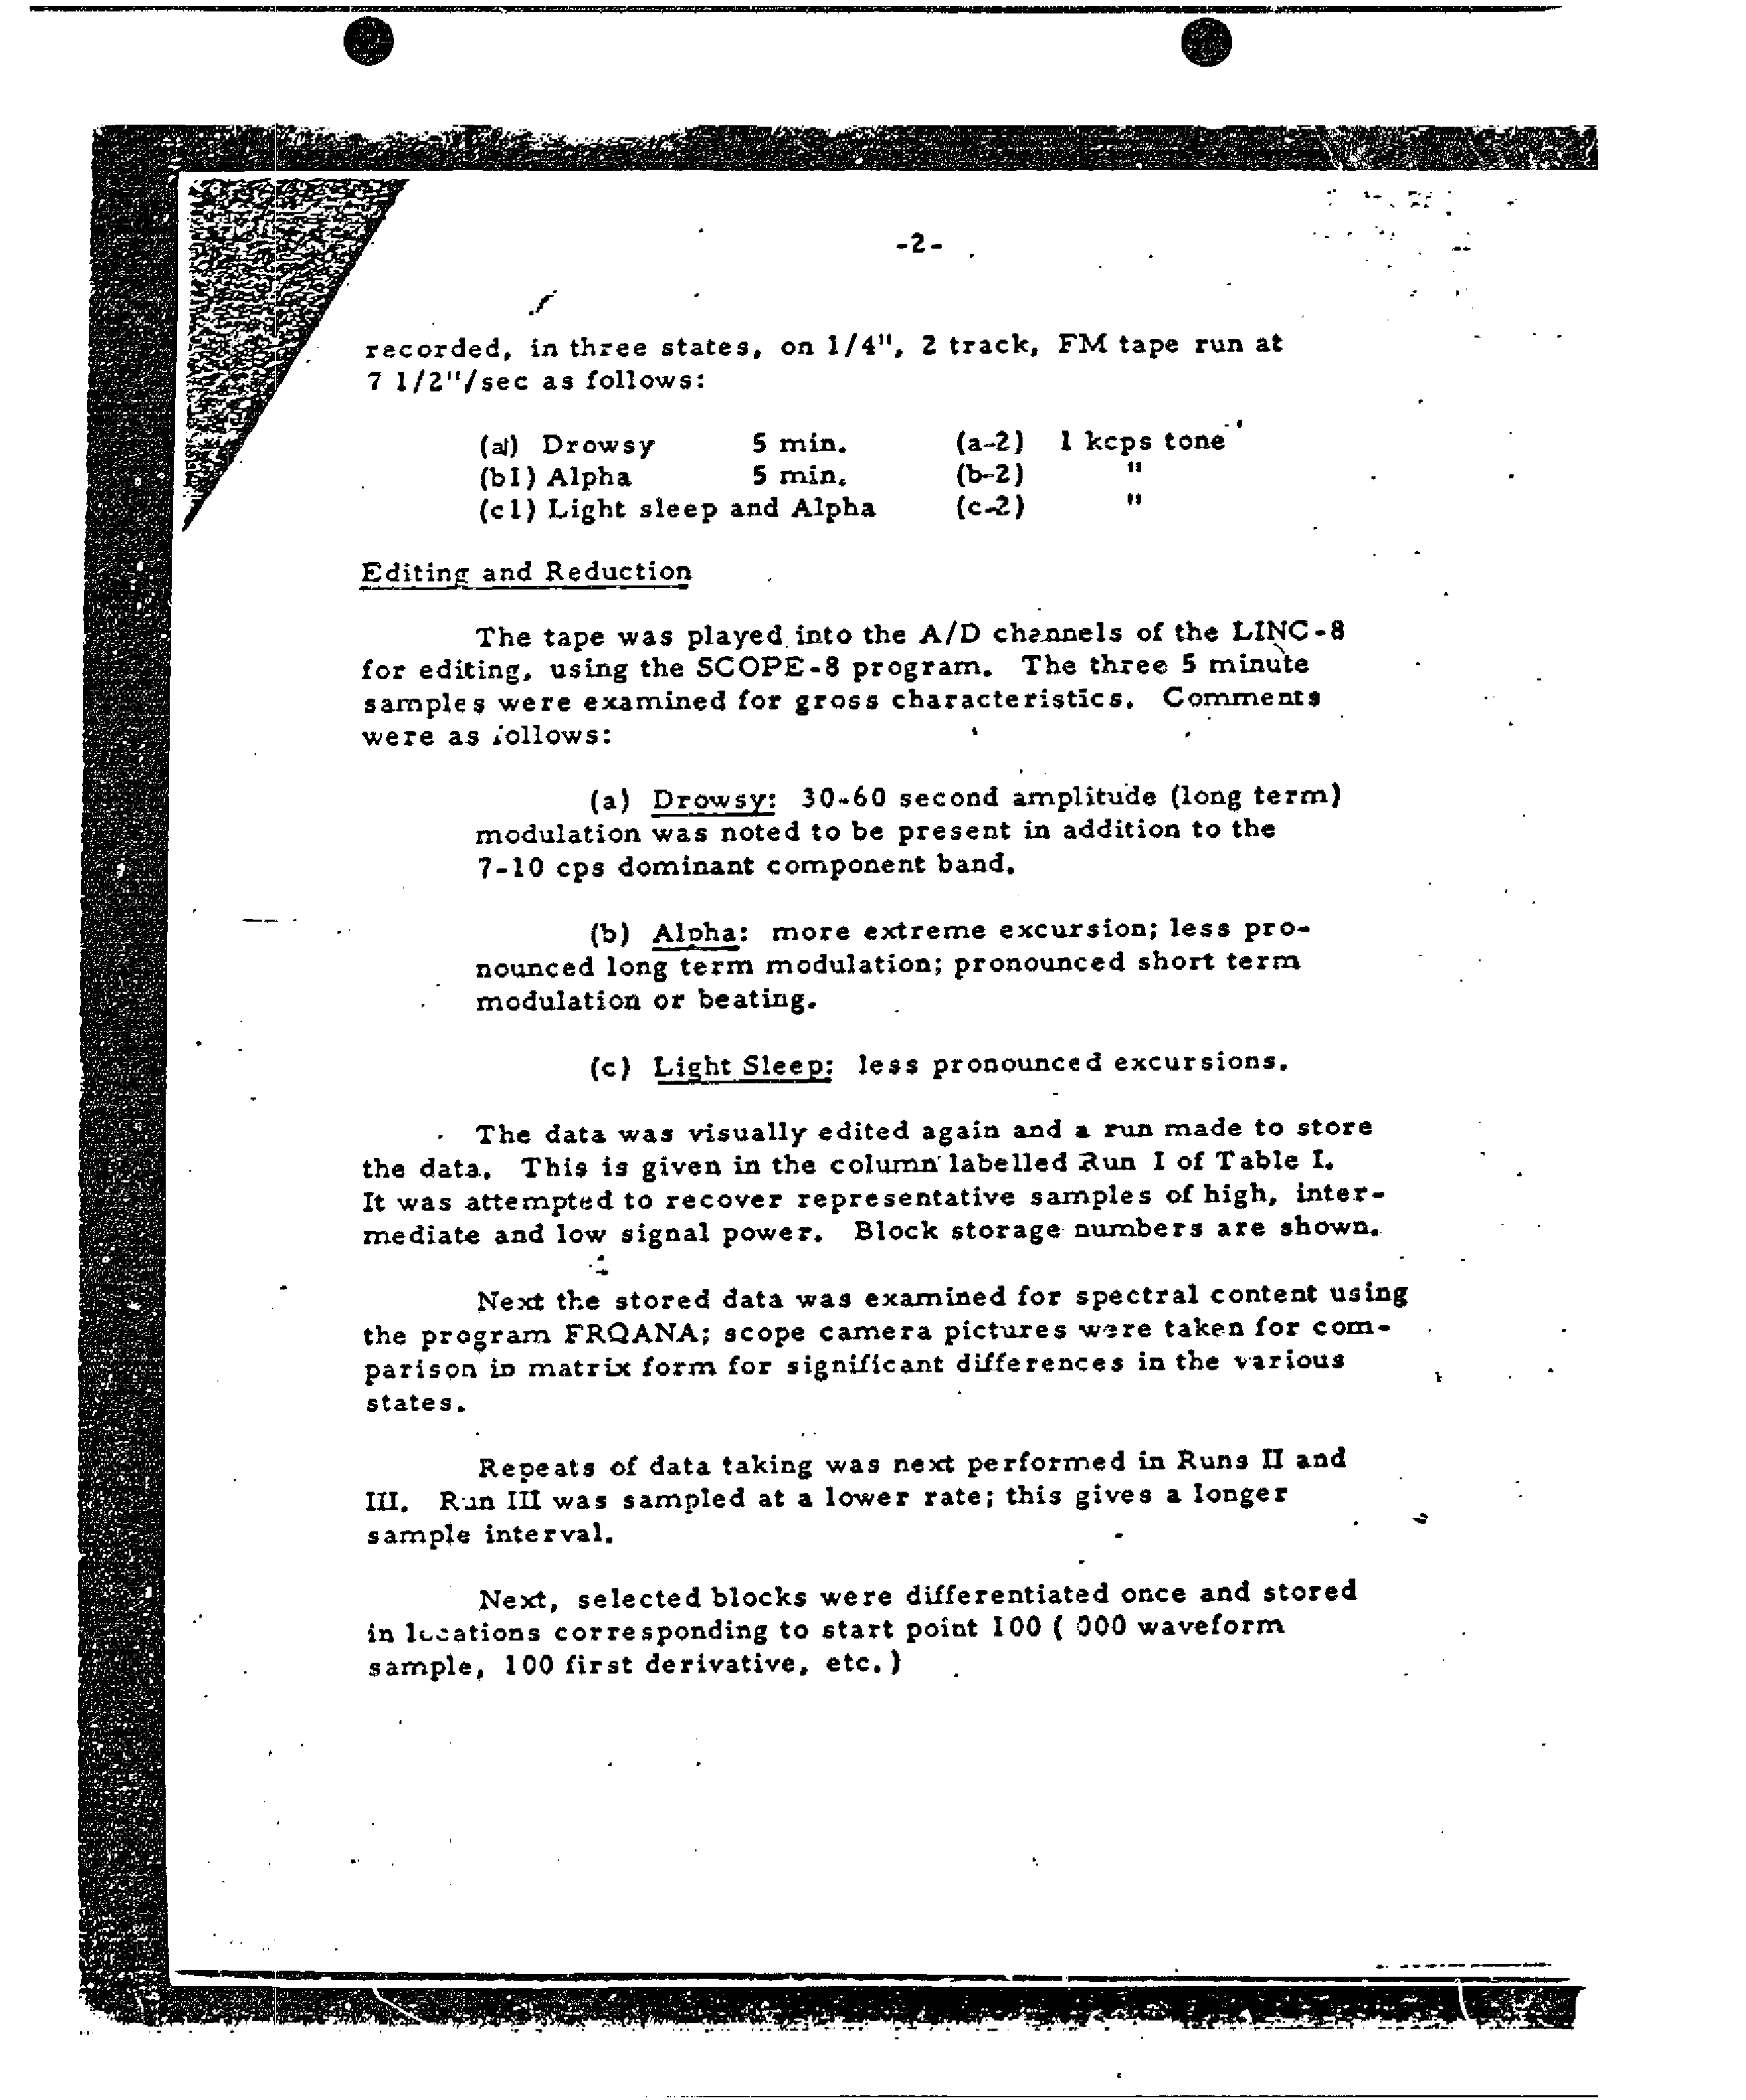 -2-
recorded, in three states, on 1/4", 2 track, FM tape run at
7 1/2"/sec as follows:
(a1) Drowsy 5 min. (a-2) 1 kcps tone
(b1) Alpha 5 min. (b-2) "
(c1) Light sleep and Alpha (c-2) "
Editing and Reduction
The tape was played into the A/D channels of the LINC-8
for editing, using the SCOPE-8 program. The three 5 minute
samples were examined for gross characteristics. Comments
were as follows:
(a) Drowsy: 30-60 second amplitude (long term)
modulation was noted to be present in addition to the
7-10 cps dominant component band.
(b) Alpha: more extreme excursion; less pro-
nounced long term modulation; pronounced short term
modulation or beating.
(c) Light Sleep: less pronounced excursions.
The data was visually edited again and a run made to store
the data. This is given in the column labelled Run I of Table I.
It was attempted to recover representative samples of high, inter-
mediate and low signal power. Block storage numbers are shown.
Next the stored data was examined for spectral content using
the program FRQANA; scope camera pictures were taken for com-
parison in matrix form for significant differences in the various
states.
Repeats of data taking was next performed in Runs II and
III. Run III was sampled at a lower rate; this gives a longer
sample interval.
Next, selected blocks were differentiated once and stored
in locations corresponding to start point 100 ( 000 waveform
sample, 100 first derivative, etc. )